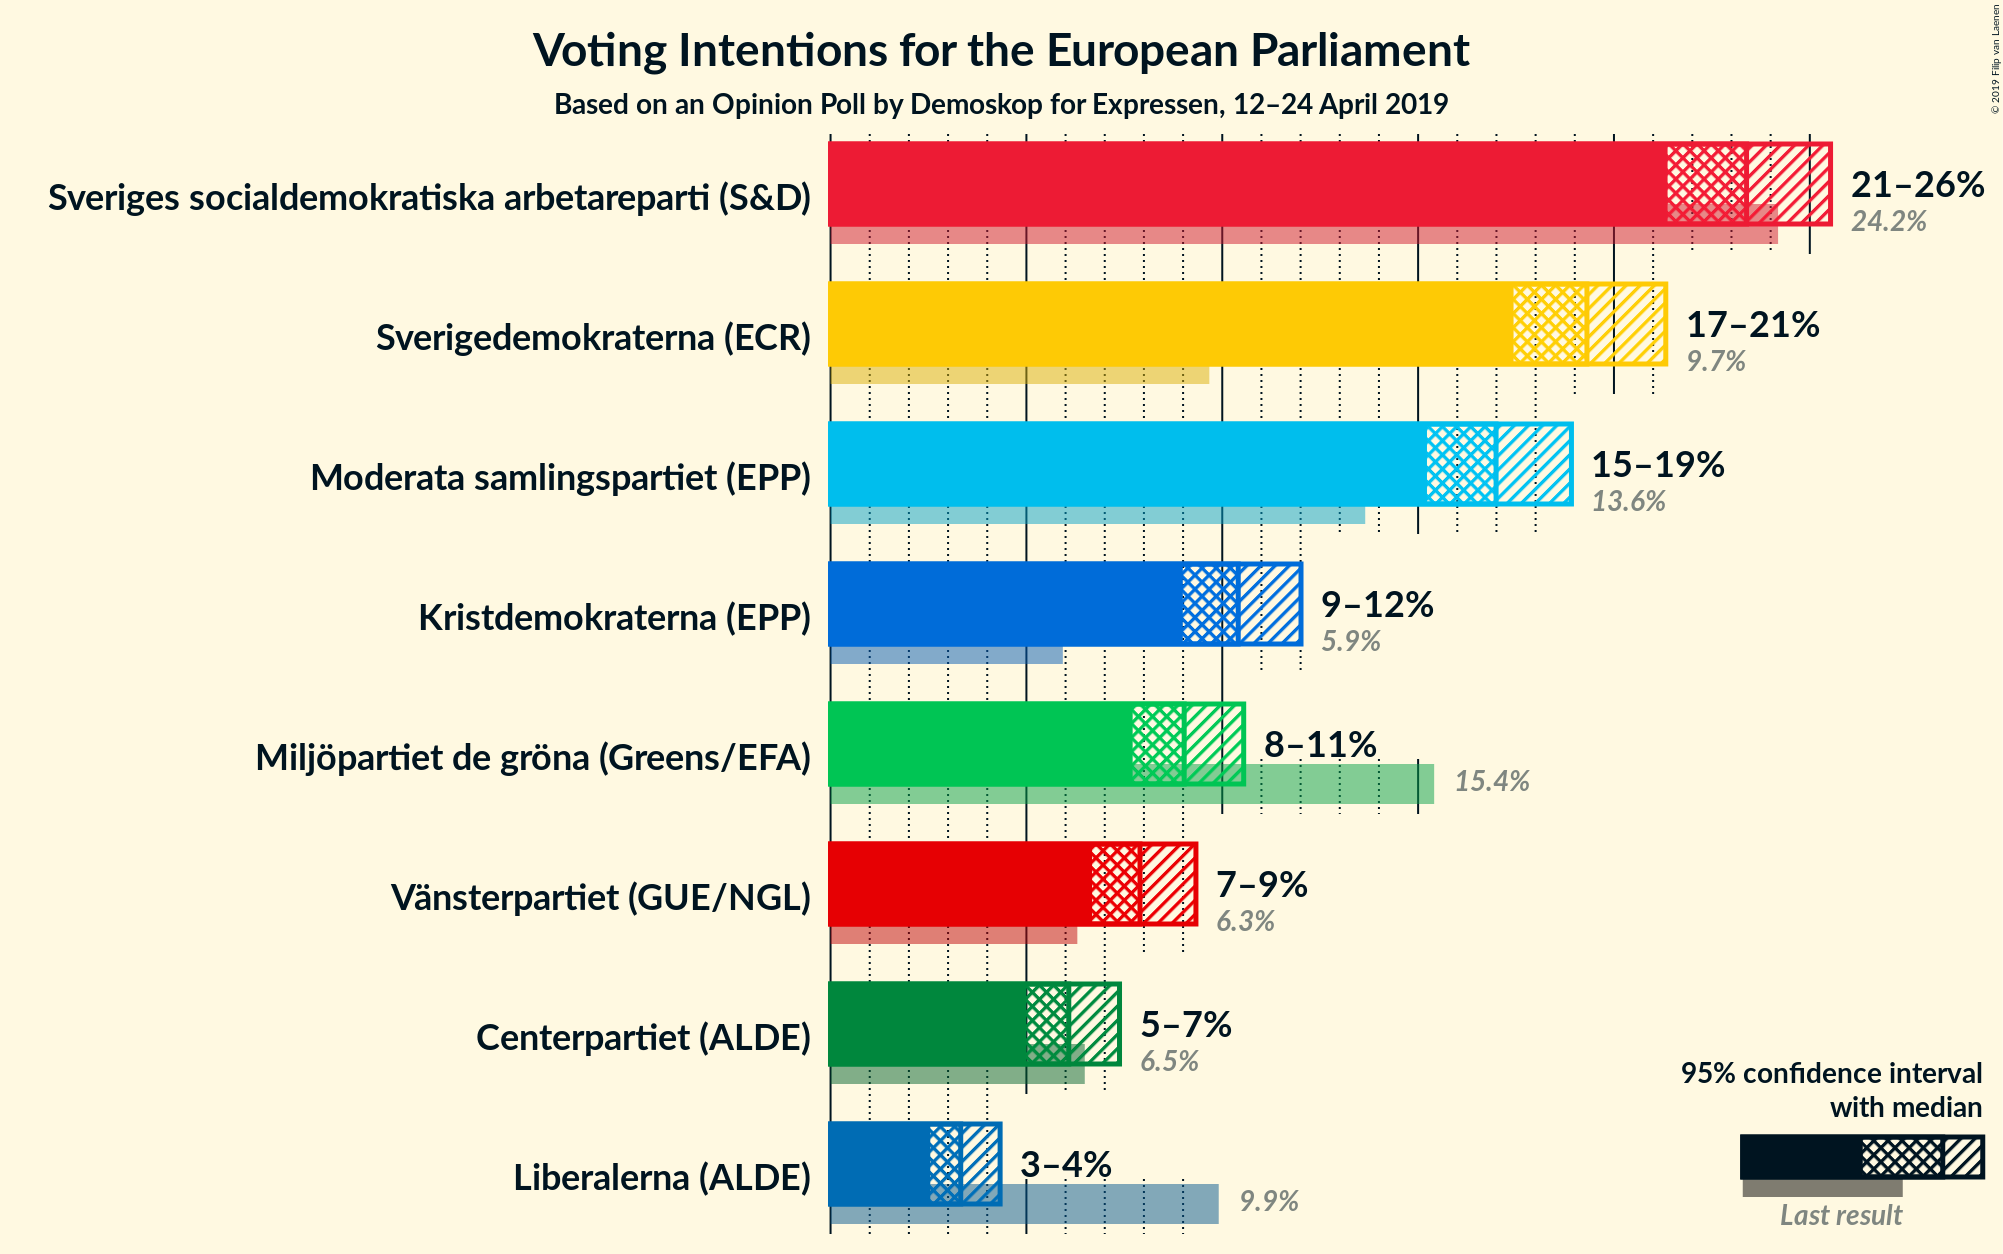 Voting Intentions for the European Parliament
Based on an Opinion Poll by Demoskop for Expressen, 12–24 April 2019
© 2019 Filip van Laenen
Sveriges socialdemokratiska arbetareparti (S&D)
21–26%
24.2%
Sverigedemokraterna (ECR)
17–21%
9.7%
Moderata samlingspartiet (EPP)
15–19%
13.6%
Kristdemokraterna (EPP)
9–12%
5.9%
Miljöpartiet de gröna (Greens/EFA)
8–11%
15.4%
Vänsterpartiet (GUE/NGL)
7–9%
6.3%
Centerpartiet (ALDE)
5–7%
6.5%
Liberalerna (ALDE)
3–4%
9.9%
95% confidence interval
with median
Last result